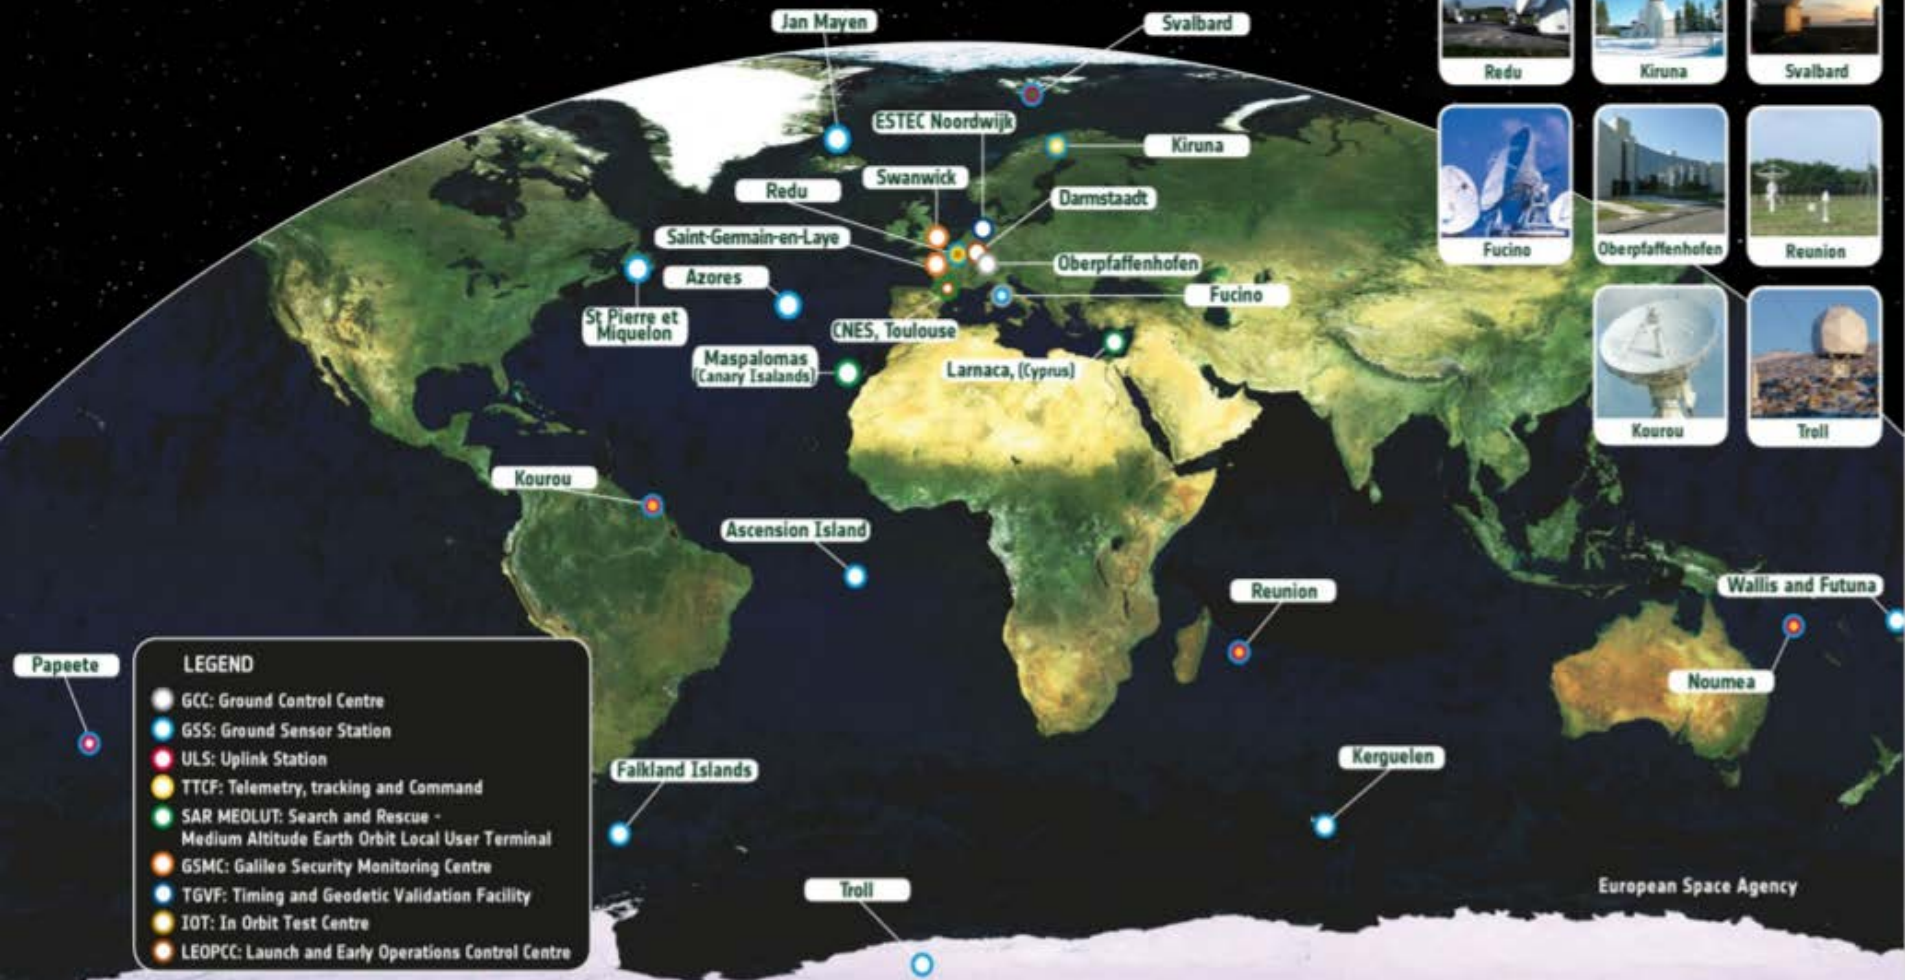 Jan Mayen
Svalbard
Redu
Kiruna
Svalbard
ESTEC Noordwijk
Kiruna
Swanwick
Redu
Darmstaadt
Saint-Germain-en-Laye
Oberpfaffenhofen
Azores
Fucino
St Pierre et
Miquelon
CNES, Toulouse
Maspalomas
(Canary Isalands)
Larnaca, (Cyprus)
Fucino
Oberpfaffenhofen
Reunion
Kourou
Troll
Kourou
Ascension Island
Reunion
Wallis and Futuna
Noumea
Papeete
Falkland Islands
Kerguelen
Troll
LEGEND
GCC: Ground Control Centre
GSS: Ground Sensor Station
ULS: Uplink Station
TTCF: Telemetry, tracking and Command
SAR MEOLUT: Search and Rescue -
Medium Altitude Earth Orbit Local User Terminal
GSMC: Galileo Security Monitoring Centre
TGVF: Timing and Geodetic Validation Facility
IOT: In Orbit Test Centre
LEOPCC: Launch and Early Operations Control Centre
European Space Agency